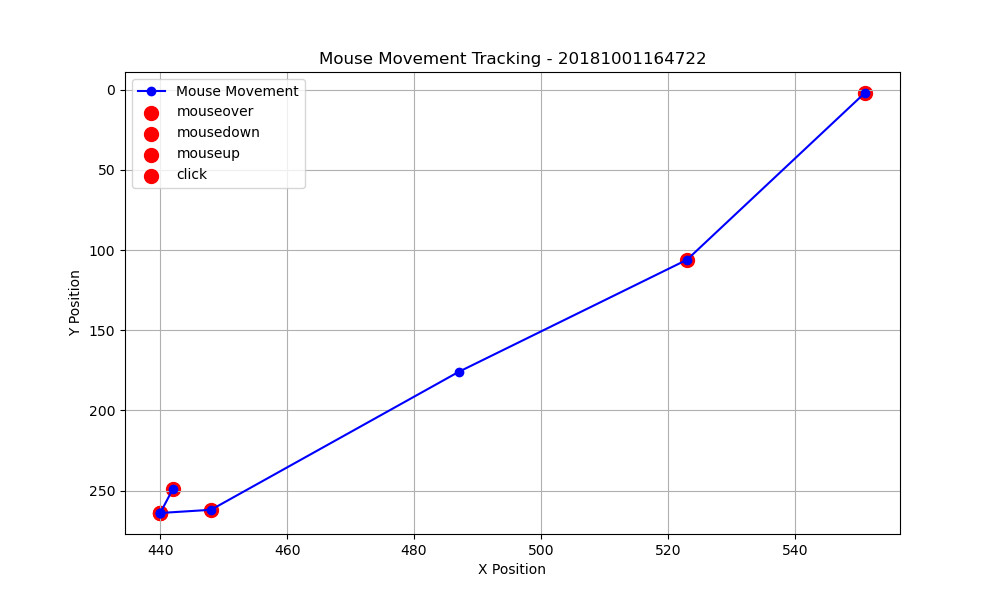 Mouse Movement Tracking - 20181001164722
Mouse Movement
mouseover
mousedown
mouseup
click
0
50
100
150
200
250
Y Position
440 460 480 500 520 540
X Position